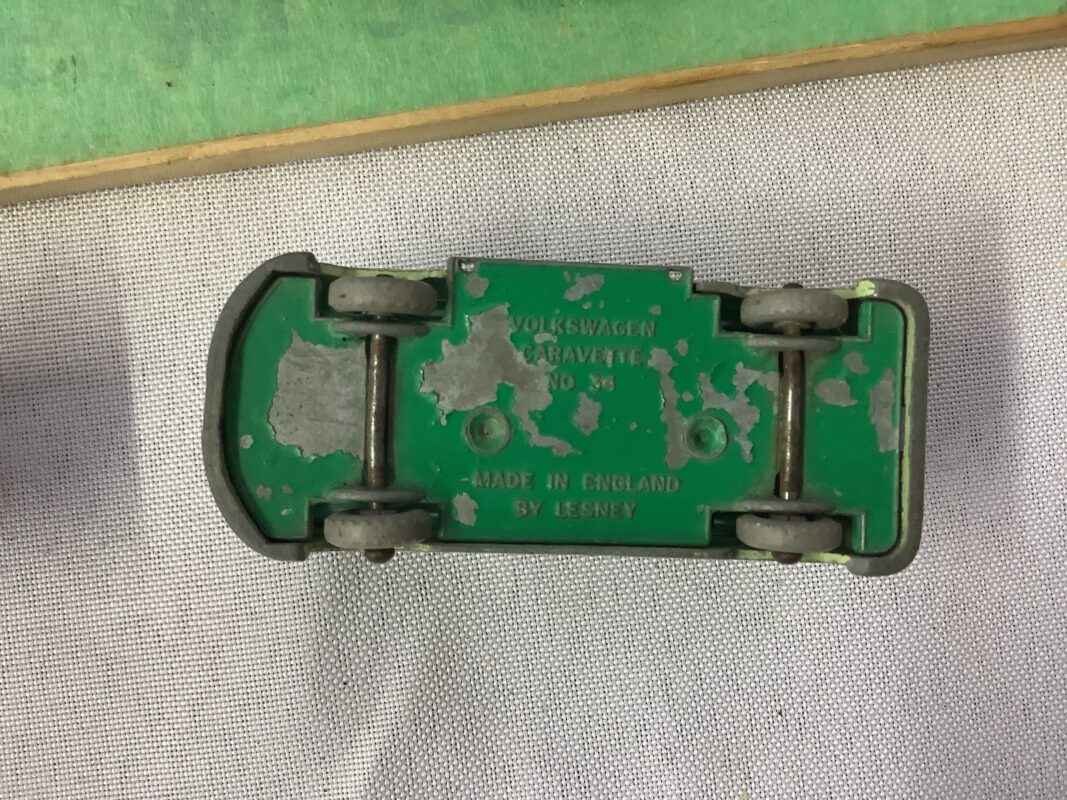 VOLKSWAGEN
CARAVETTE
NO 34
MADE IN ENGLAND
BY LESNEY